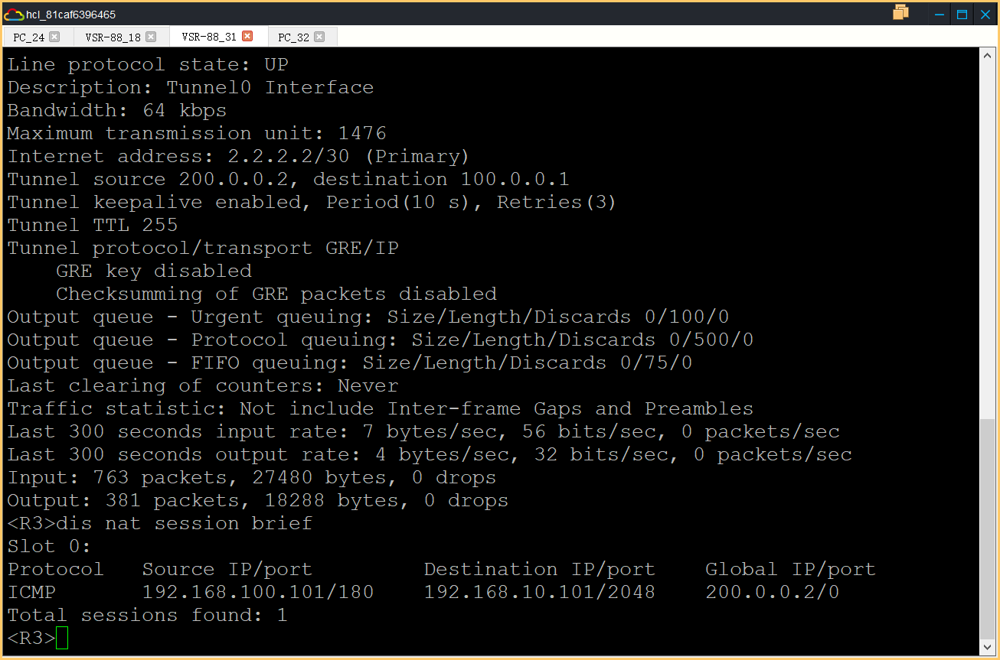 hcl_81caf6396465
PC_24 VSR-88_18 VSR-88_31 PC_32
Line protocol state: UP
Description: Tunnel0 Interface
Bandwidth: 64 kbps
Maximum transmission unit: 1476
Internet address: 2.2.2.2/30 (Primary)
Tunnel source 200.0.0.2, destination 100.0.0.1
Tunnel keepalive enabled, Period(10 s), Retries(3)
Tunnel TTL 255
Tunnel protocol/transport GRE/IP
    GRE key disabled
    Checksumming of GRE packets disabled
Output queue - Urgent queuing: Size/Length/Discards 0/100/0
Output queue - Protocol queuing: Size/Length/Discards 0/500/0
Output queue - FIFO queuing: Size/Length/Discards 0/75/0
Last clearing of counters: Never
Traffic statistic: Not include Inter-frame Gaps and Preambles
Last 300 seconds input rate: 7 bytes/sec, 56 bits/sec, 0 packets/sec
Last 300 seconds output rate: 4 bytes/sec, 32 bits/sec, 0 packets/sec
Input: 763 packets, 27480 bytes, 0 drops
Output: 381 packets, 18288 bytes, 0 drops
<R3>dis nat session brief
Slot 0:
Protocol   Source IP/port         Destination IP/port    Global IP/port
ICMP       192.168.100.101/180    192.168.10.101/2048    200.0.0.2/0
Total sessions found: 1
<R3>